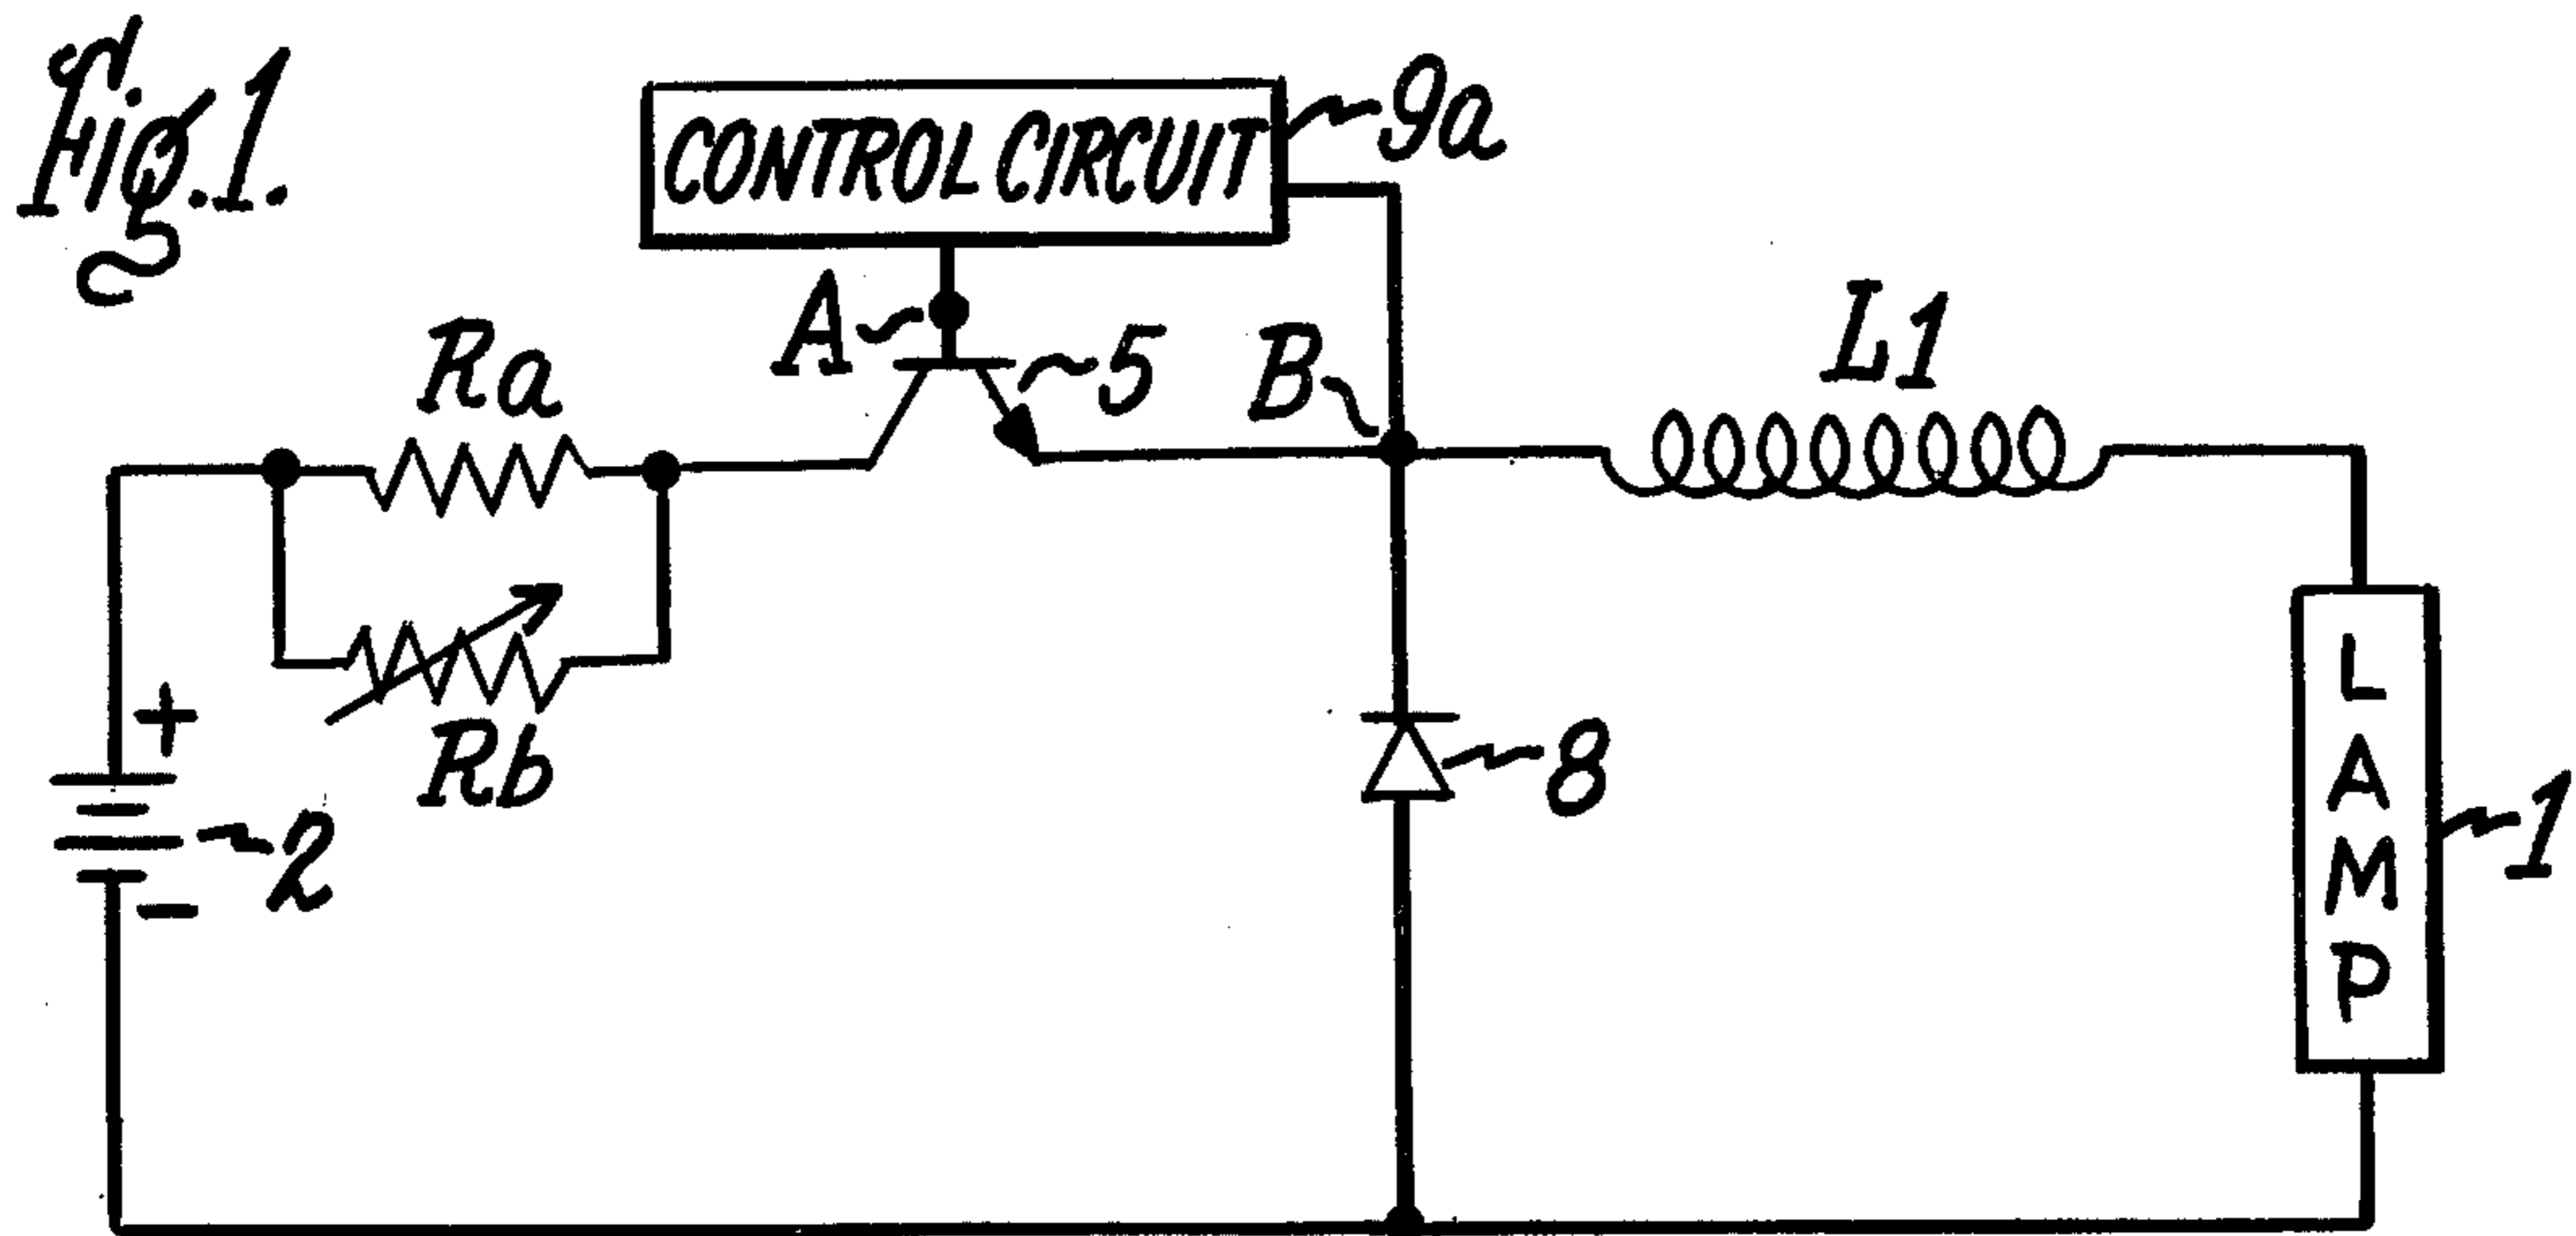 Fig. 1.
CONTROL CIRCUIT
9a
A
5
B
L1
Ra
Rb
+
-
2
8
LAMP
1